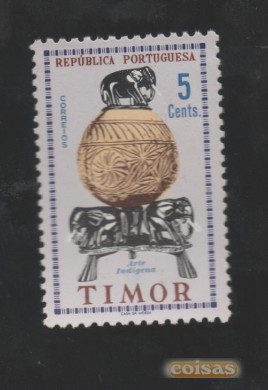 REPÚBLICA PORTUGUESA
5
Cents.
CORREIOS
Arte
Indígena
TIMOR
coisas